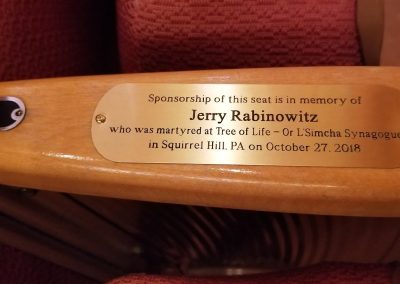 Sponsorship of this seat is in memory of
Jerry Rabinowitz
who was martyred at Tree of Life – Or L'Simcha Synagogue
in Squirrel Hill, PA on October 27, 2018